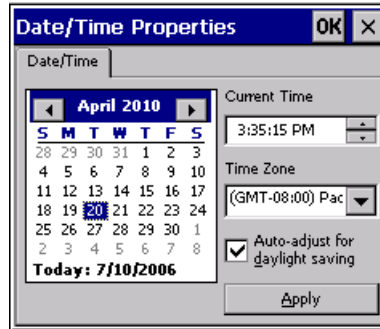 Date/Time Properties OK ×
Date/Time
April 2010
S M T W T F S
28 29 30 31 1 2 3
4 5 6 7 8 9 10
11 12 13 14 15 16 17
18 19 20 21 22 23 24
25 26 27 28 29 30 1
2 3 4 5 6 7 8
Today: 7/10/2006
Current Time
3:35:15 PM
Time Zone
(GMT-08:00) Pac
Auto-adjust for
daylight saving
Apply